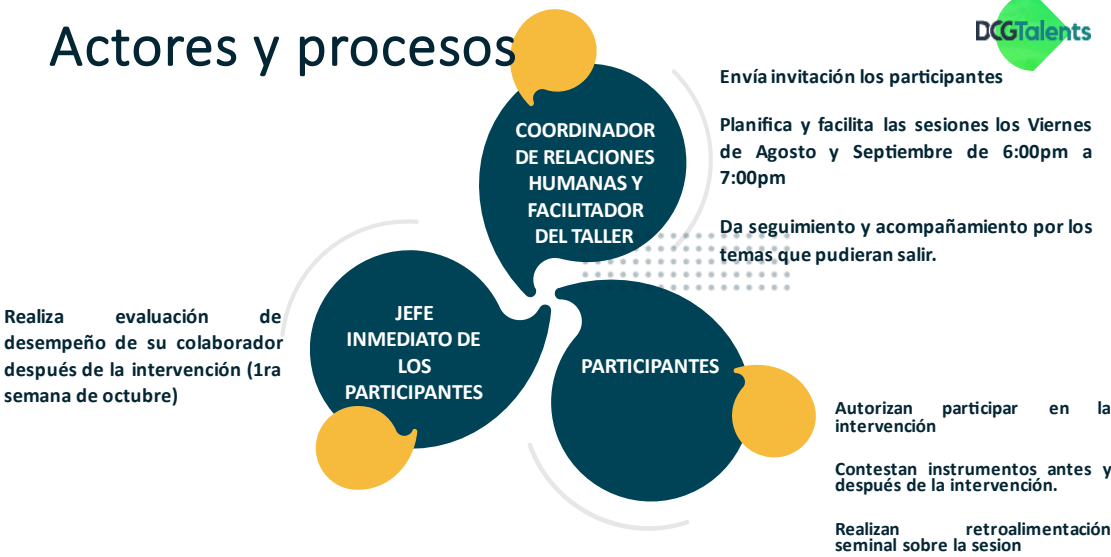 Actores y procesos
DCGTalents
COORDINADOR
DE RELACIONES
HUMANAS Y
FACILITADOR
DEL TALLER
Envía invitación los participantes
Planifica y facilita las sesiones los Viernes
de Agosto y Septiembre de 6:00pm a
7:00pm
Da seguimiento y acompañamiento por los
temas que pudieran salir.
JEFE
INMEDIATO DE
LOS
PARTICIPANTES
Realiza evaluación de
desempeño de su colaborador
después de la intervención (1ra
semana de octubre)
PARTICIPANTES
Autorizan participar en la
intervención
Contestan instrumentos antes y
después de la intervención.
Realizan retroalimentación
seminal sobre la sesion